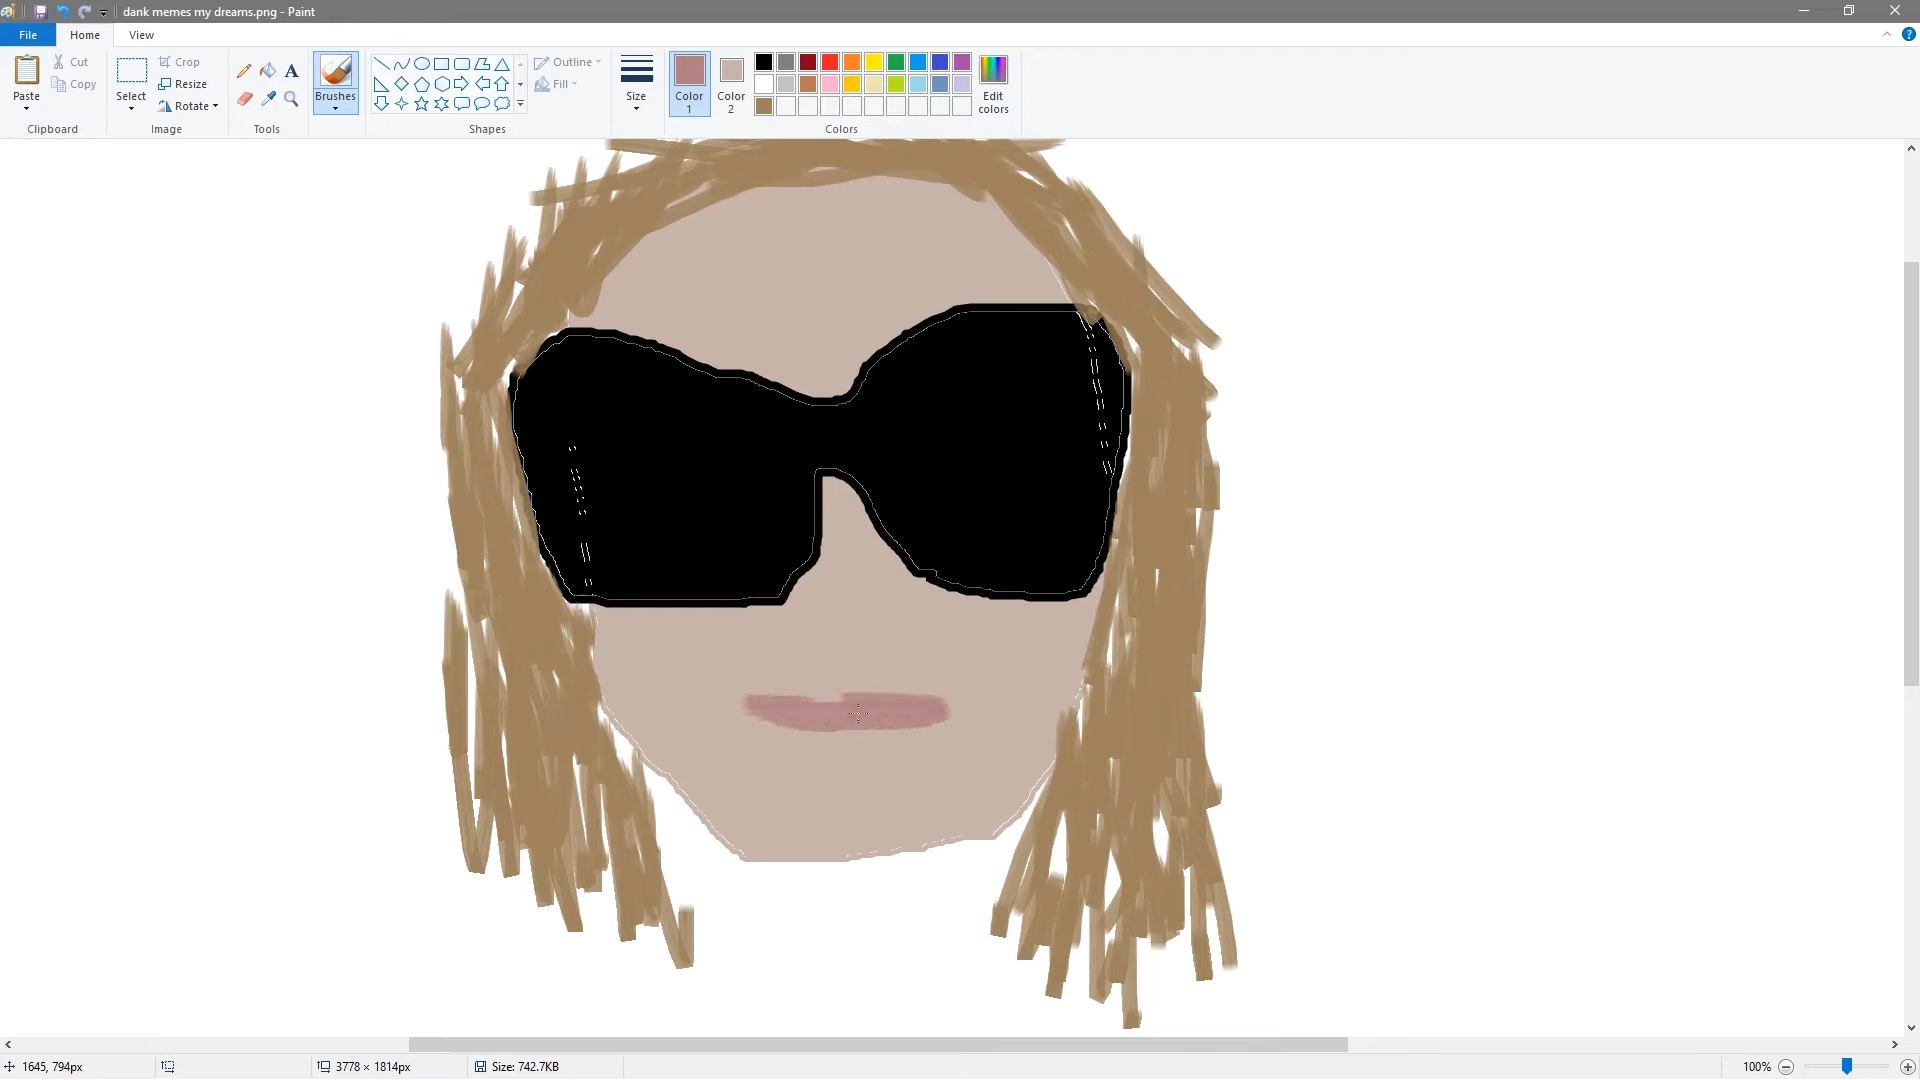 dank memes my dreams.png - Paint
File Home View
Paste Cut Copy Clipboard
Select Crop Resize Rotate Image
A
Tools
Brushes
Shapes
Outline
Fill
Size
Color 1
Color 2
Edit colors
Colors
?
1645, 794px
3778 × 1814px
Size: 742.7KB
100%